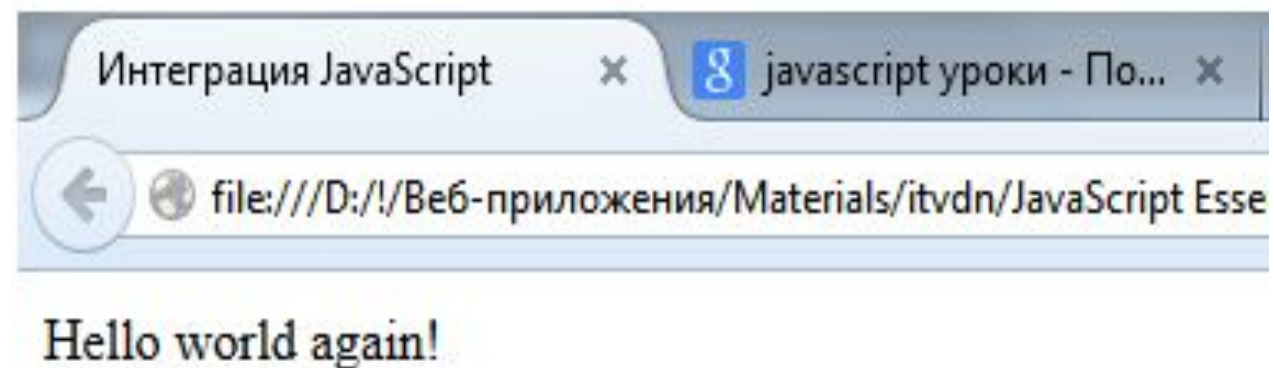 Интеграция JavaScript
javascript уроки - По...
file:///D:/!/Веб-приложения/Materials/itvdn/JavaScript Esse
Hello world again!